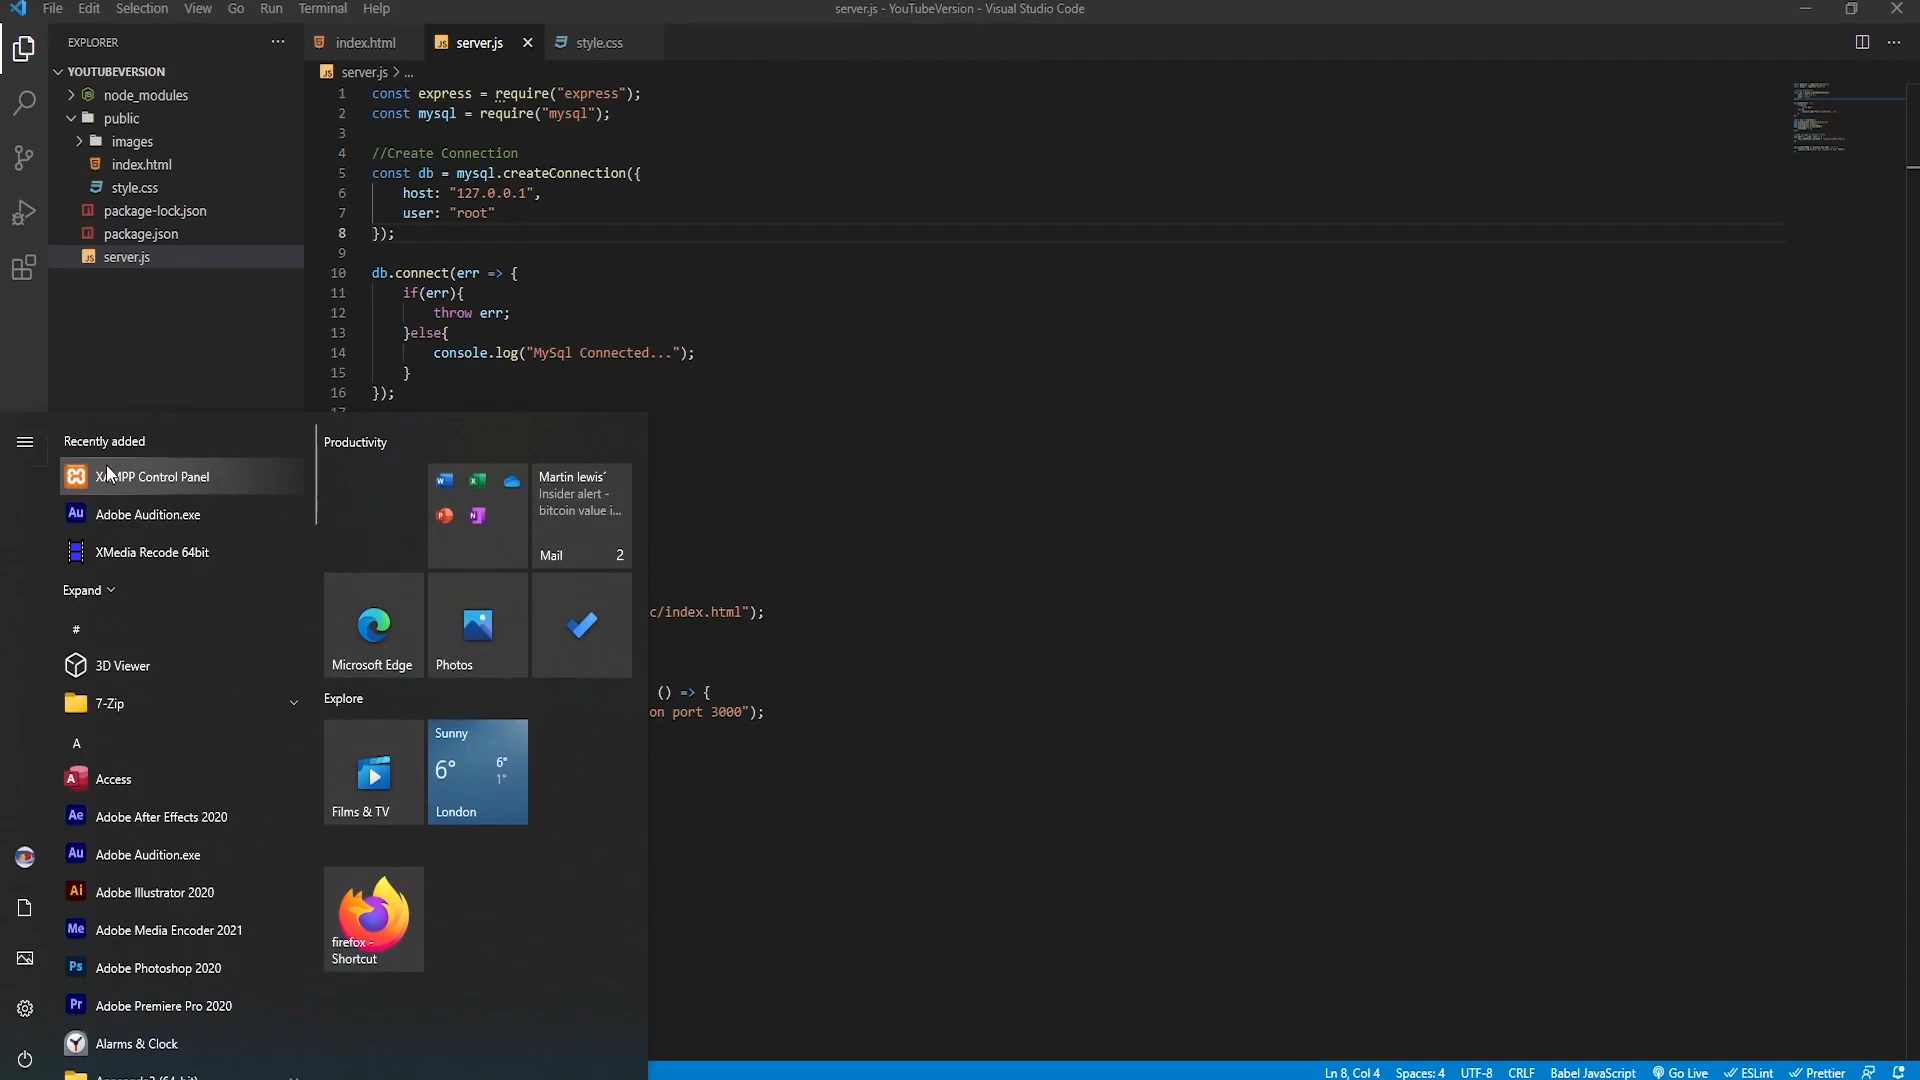 File Edit Selection View Go Run Terminal Help
server.js - YouTubeVersion - Visual Studio Code
EXPLORER
YOUTUBEVERSION
node_modules
public
images
index.html
style.css
package-lock.json
package.json
server.js
index.html
server.js
style.css
server.js > ...
1 const express = require("express");
2 const mysql = require("mysql");
3
4 //Create Connection
5 const db = mysql.createConnection({
6 host: "127.0.0.1",
7 user: "root"
8 });
9
10 db.connect(err => {
11 if(err){
12 throw err;
13 }else{
14 console.log("MySql Connected...");
15 }
16 });
17
c/index.html");
() => {
on port 3000");
Recently added
XAMPP Control Panel
Adobe Audition.exe
XMedia Recode 64bit
Expand
#
3D Viewer
7-Zip
A
Access
Adobe After Effects 2020
Adobe Audition.exe
Adobe Illustrator 2020
Adobe Media Encoder 2021
Adobe Photoshop 2020
Adobe Premiere Pro 2020
Alarms & Clock
Productivity
Martin lewis´
Insider alert -
bitcoin value i...
Mail 2
Microsoft Edge
Photos
Explore
Films & TV
Sunny
6° 6°
1°
London
firefox -
Shortcut
Ln 8, Col 4 Spaces: 4 UTF-8 CRLF Babel JavaScript Go Live ESLint Prettier